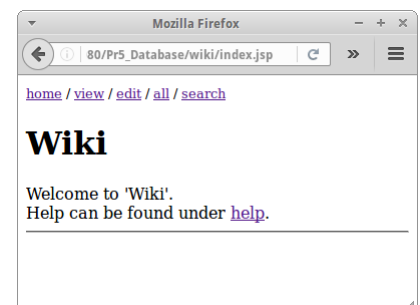 Mozilla Firefox
80/Pr5_Database/wiki/index.jsp
home / view / edit / all / search
Wiki
Welcome to 'Wiki'.
Help can be found under help.